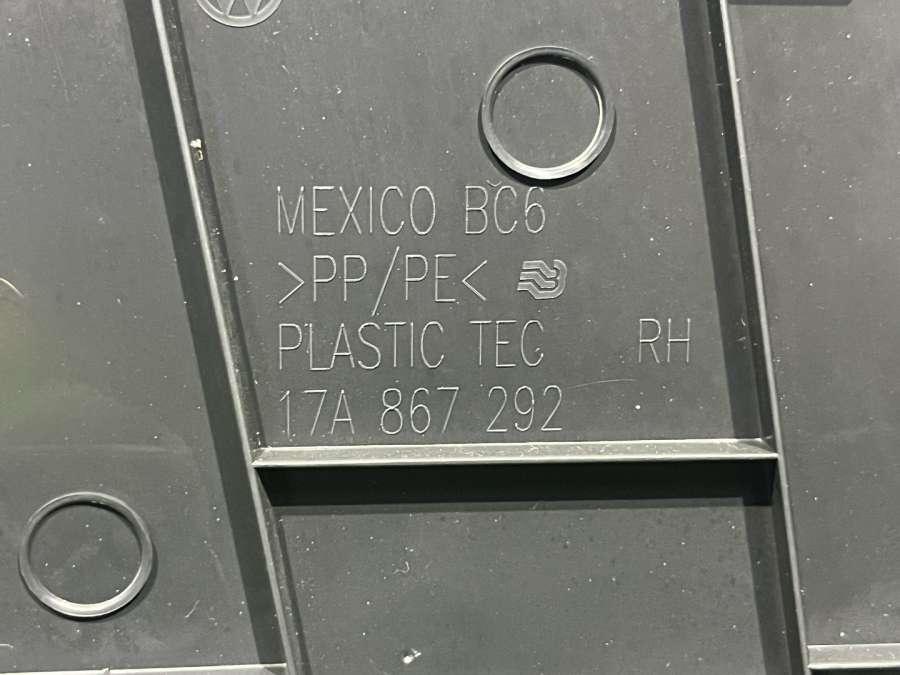 MEXICO BC6
>PP/PE<
PLASTIC TEC RH
17A 867 292